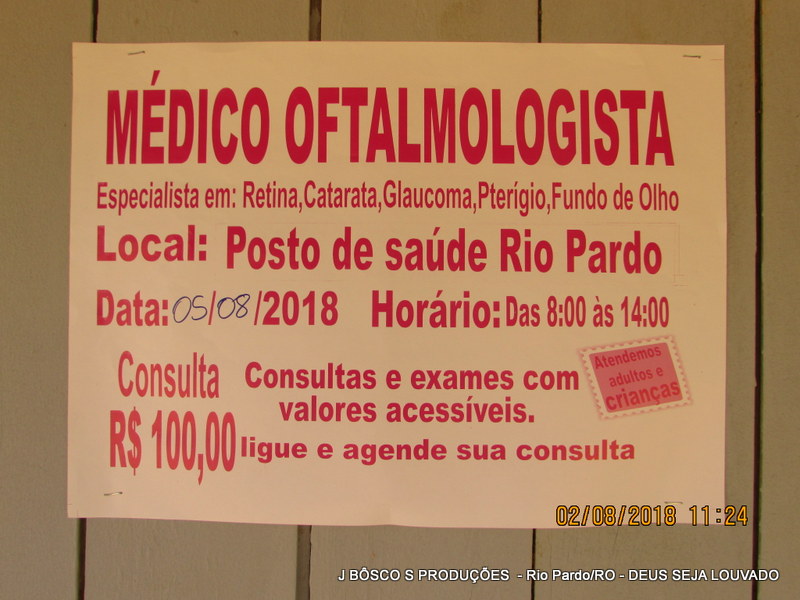 MÉDICO OFTALMOLOGISTA
Especialista em: Retina,Catarata,Glaucoma,Pterígio,Fundo de Olho
Local: Posto de saúde Rio Pardo
Data: 05/08/2018 Horário: Das 8:00 às 14:00
Consulta
R$ 100,00
Consultas e exames com
valores acessíveis.
ligue e agende sua consulta
Atendemos
adultos e
crianças
02/08/2018 11:24
J BÔSCO S PRODUÇÕES - Rio Pardo/RO - DEUS SEJA LOUVADO